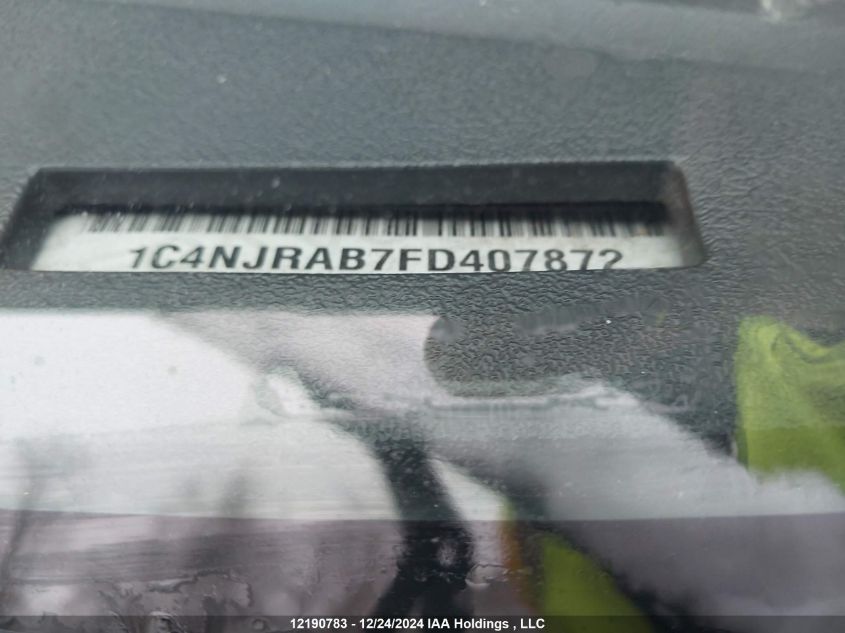 1C4NJRAB7FD407872
12190783 - 12/24/2024 IAA Holdings , LLC